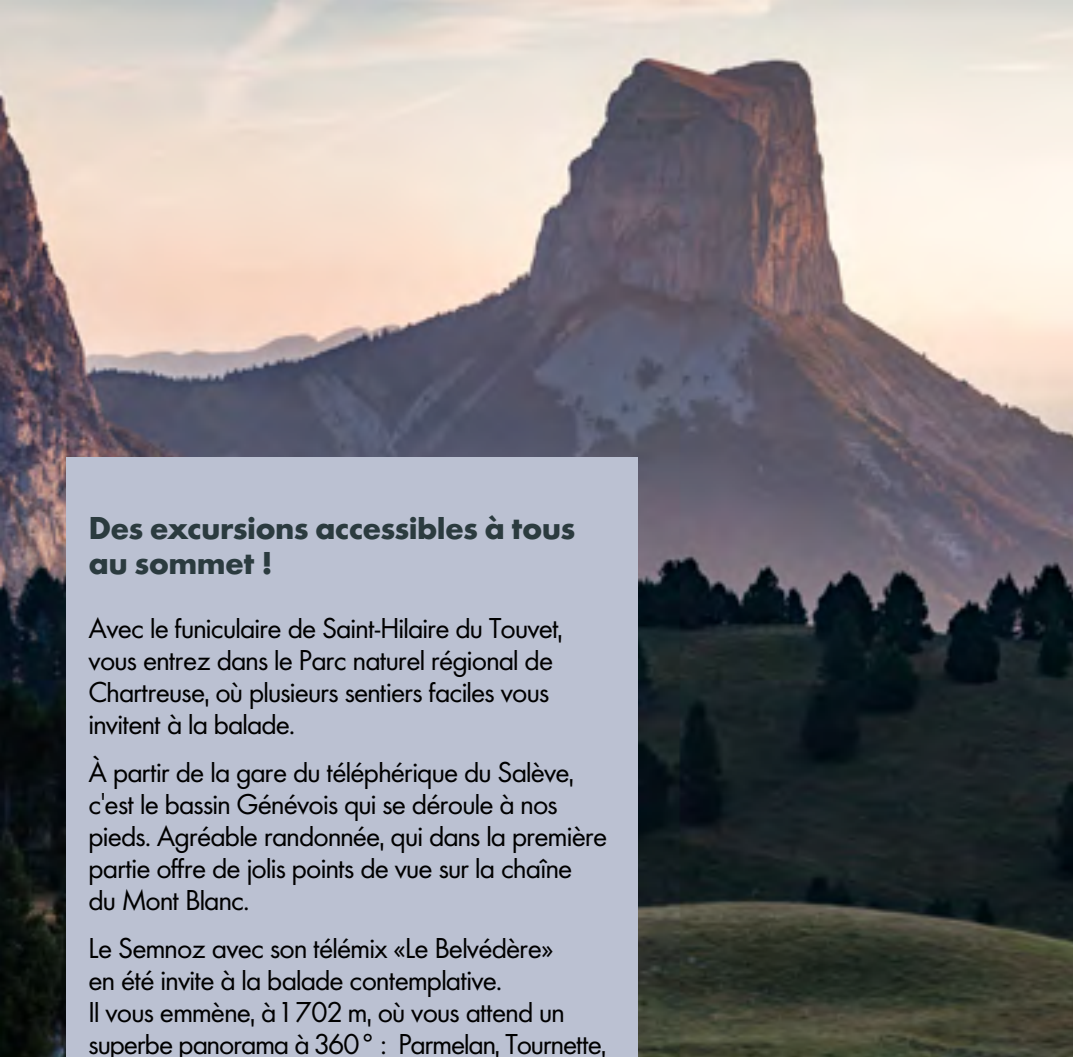 Des excursions accessibles à tous
au sommet !
Avec le funiculaire de Saint-Hilaire du Touvet,
vous entrez dans le Parc naturel régional de
Chartreuse, où plusieurs sentiers faciles vous
invitent à la balade.
À partir de la gare du téléphérique du Salève,
c'est le bassin Génévois qui se déroule à nos
pieds. Agréable randonnée, qui dans la première
partie offre de jolis points de vue sur la chaîne
du Mont Blanc.
Le Semnoz avec son télémix «Le Belvédère»
en été invite à la balade contemplative.
Il vous emmène, à 1 702 m, où vous attend un
superbe panorama à 360° : Parmelan, Tournette,